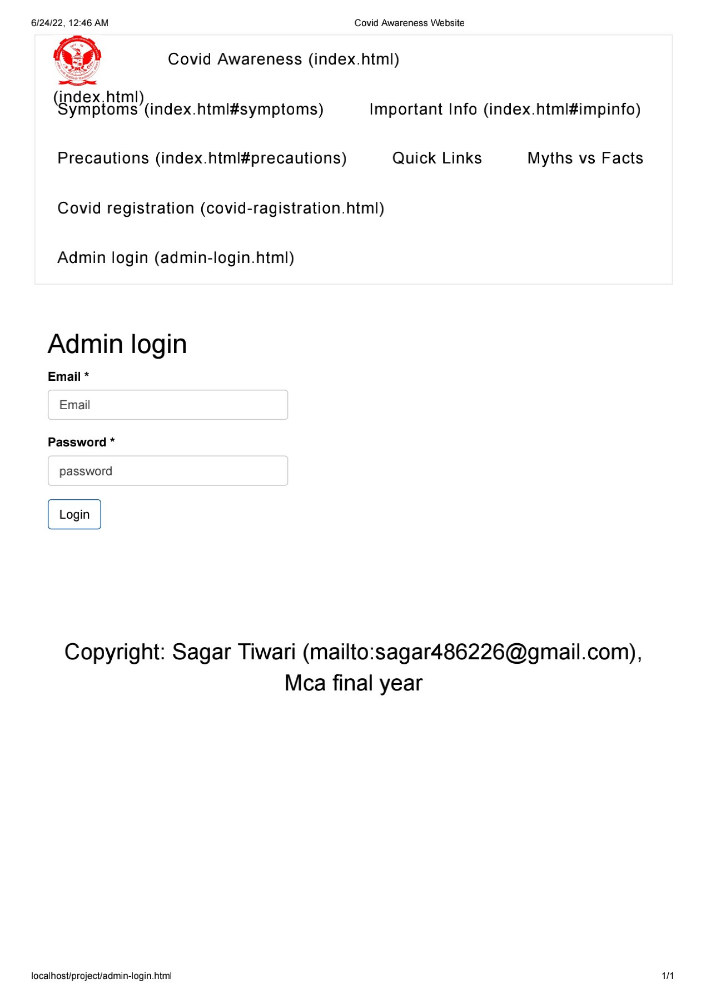 6/24/22, 12:46 AM Covid Awareness Website
Covid Awareness (index.html)
(index.html)
Symptoms (index.html#symptoms) Important Info (index.html#impinfo)
Precautions (index.html#precautions) Quick Links Myths vs Facts
Covid registration (covid-ragistration.html)
Admin login (admin-login.html)
Admin login
Email *
Email
Password *
password
Login
Copyright: Sagar Tiwari (mailto:sagar486226@gmail.com),
Mca final year
localhost/project/admin-login.html 1/1